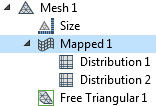 Mesh 1
Size
Mapped 1
Distribution 1
Distribution 2
Free Triangular 1